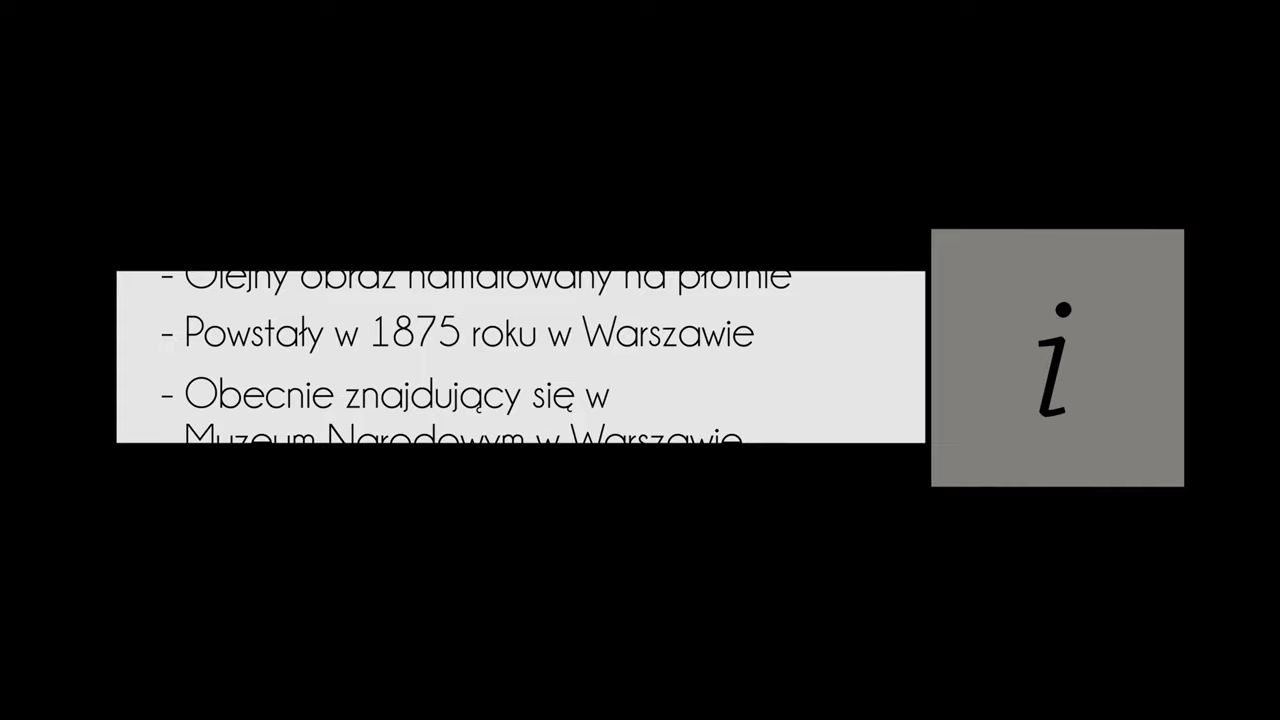 - Olejny obraz namalowany na płótnie
- Powstały w 1875 roku w Warszawie
- Obecnie znajdujący się w
Muzeum Narodowym w Warszawie
i